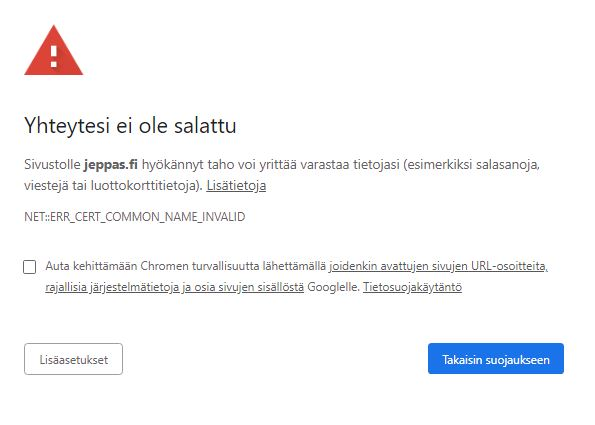 Yhteytesi ei ole salattu
Sivustolle jeppas.fi hyökännyt taho voi yrittää varastaa tietojasi (esimerkiksi salasanoja,
viestejä tai luottokorttitietoja). Lisätietoja
NET::ERR_CERT_COMMON_NAME_INVALID
Auta kehittämään Chromen turvallisuutta lähettämällä joidenkin avattujen sivujen URL-osoitteita,
rajallisia järjestelmätietoja ja osia sivujen sisällöstä Googlelle. Tietosuojakäytäntö
Lisäasetukset
Takaisin suojaukseen